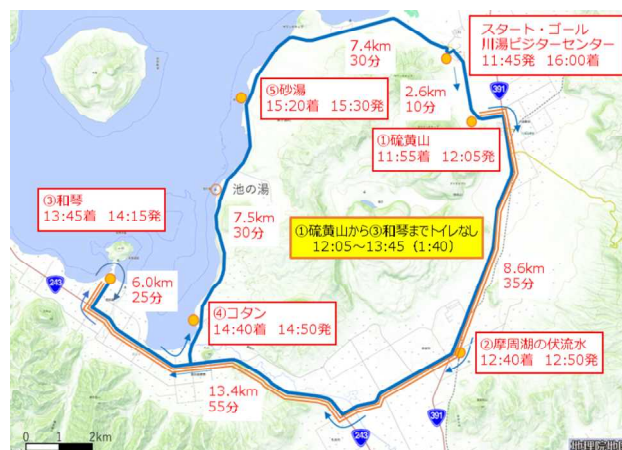 スタート・ゴール
川湯ビジターセンター
11:45発 16:00着
7.4km
30分
2.6km
10分
391
⑤砂湯
15:20着 15:30発
①硫黄山
11:55着 12:05発
池の湯
③和琴
13:45着 14:15発
7.5km
30分
①硫黄山から③和琴までトイレなし
12:05～13:45（1:40）
243
6.0km
25分
8.6km
35分
④コタン
14:40着 14:50発
②摩周湖の伏流水
12:40着 12:50発
13.4km
55分
391
243
0 1 2km
地理院地図